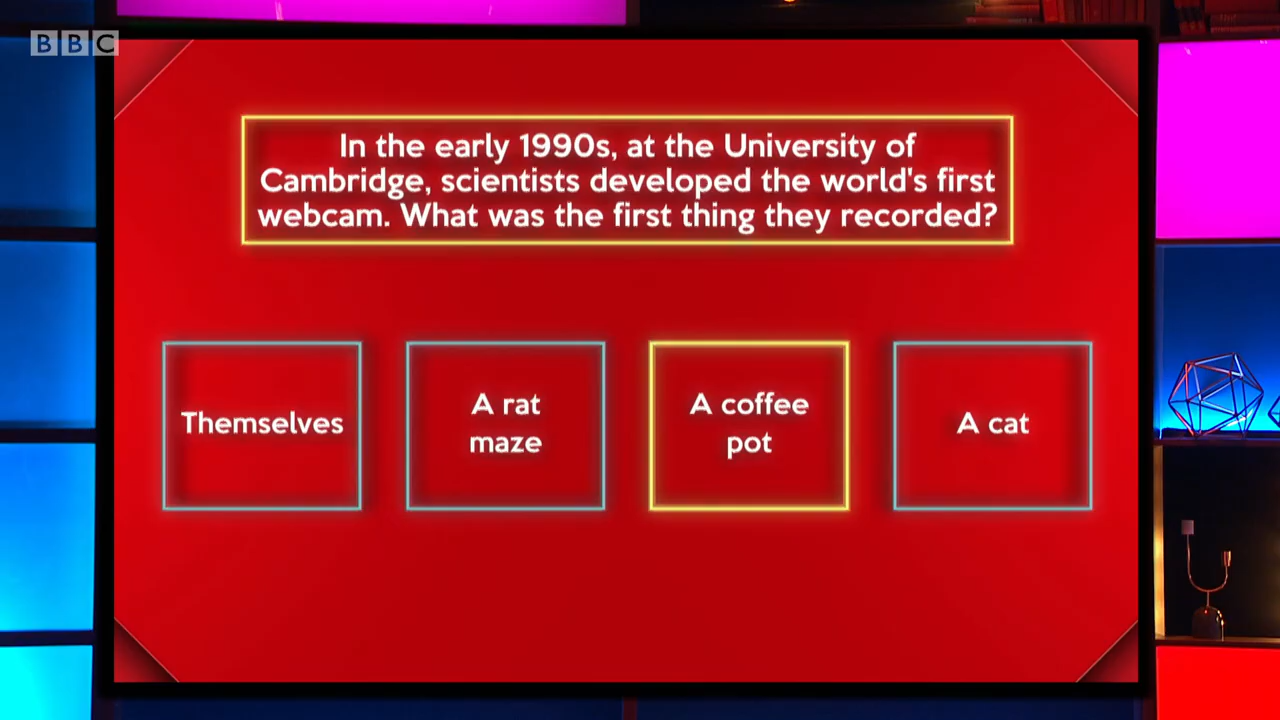 BBC
In the early 1990s, at the University of
Cambridge, scientists developed the world's first
webcam. What was the first thing they recorded?
Themselves
A rat
maze
A coffee
pot
A cat